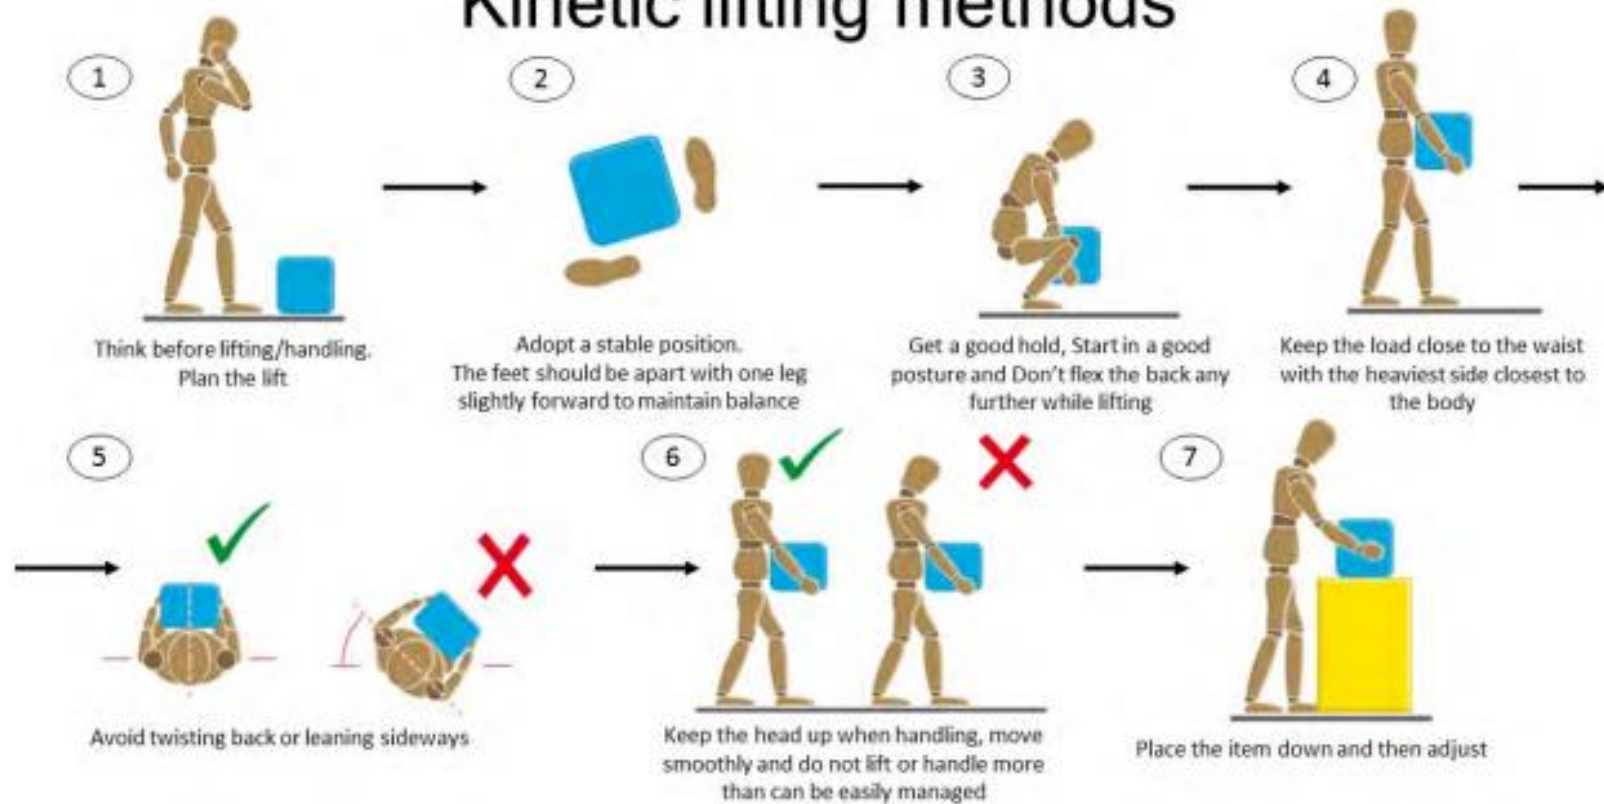 Kinetic lifting methods
1
2
3
4
Think before lifting/handling.
Plan the lift
Adopt a stable position.
The feet should be apart with one leg
slightly forward to maintain balance
Get a good hold, Start in a good
posture and Don't flex the back any
further while lifting
Keep the load close to the waist
with the heaviest side closest to
the body
5
6
7
Avoid twisting back or leaning sideways
Keep the head up when handling, move
smoothly and do not lift or handle more
than can be easily managed
Place the item down and then adjust